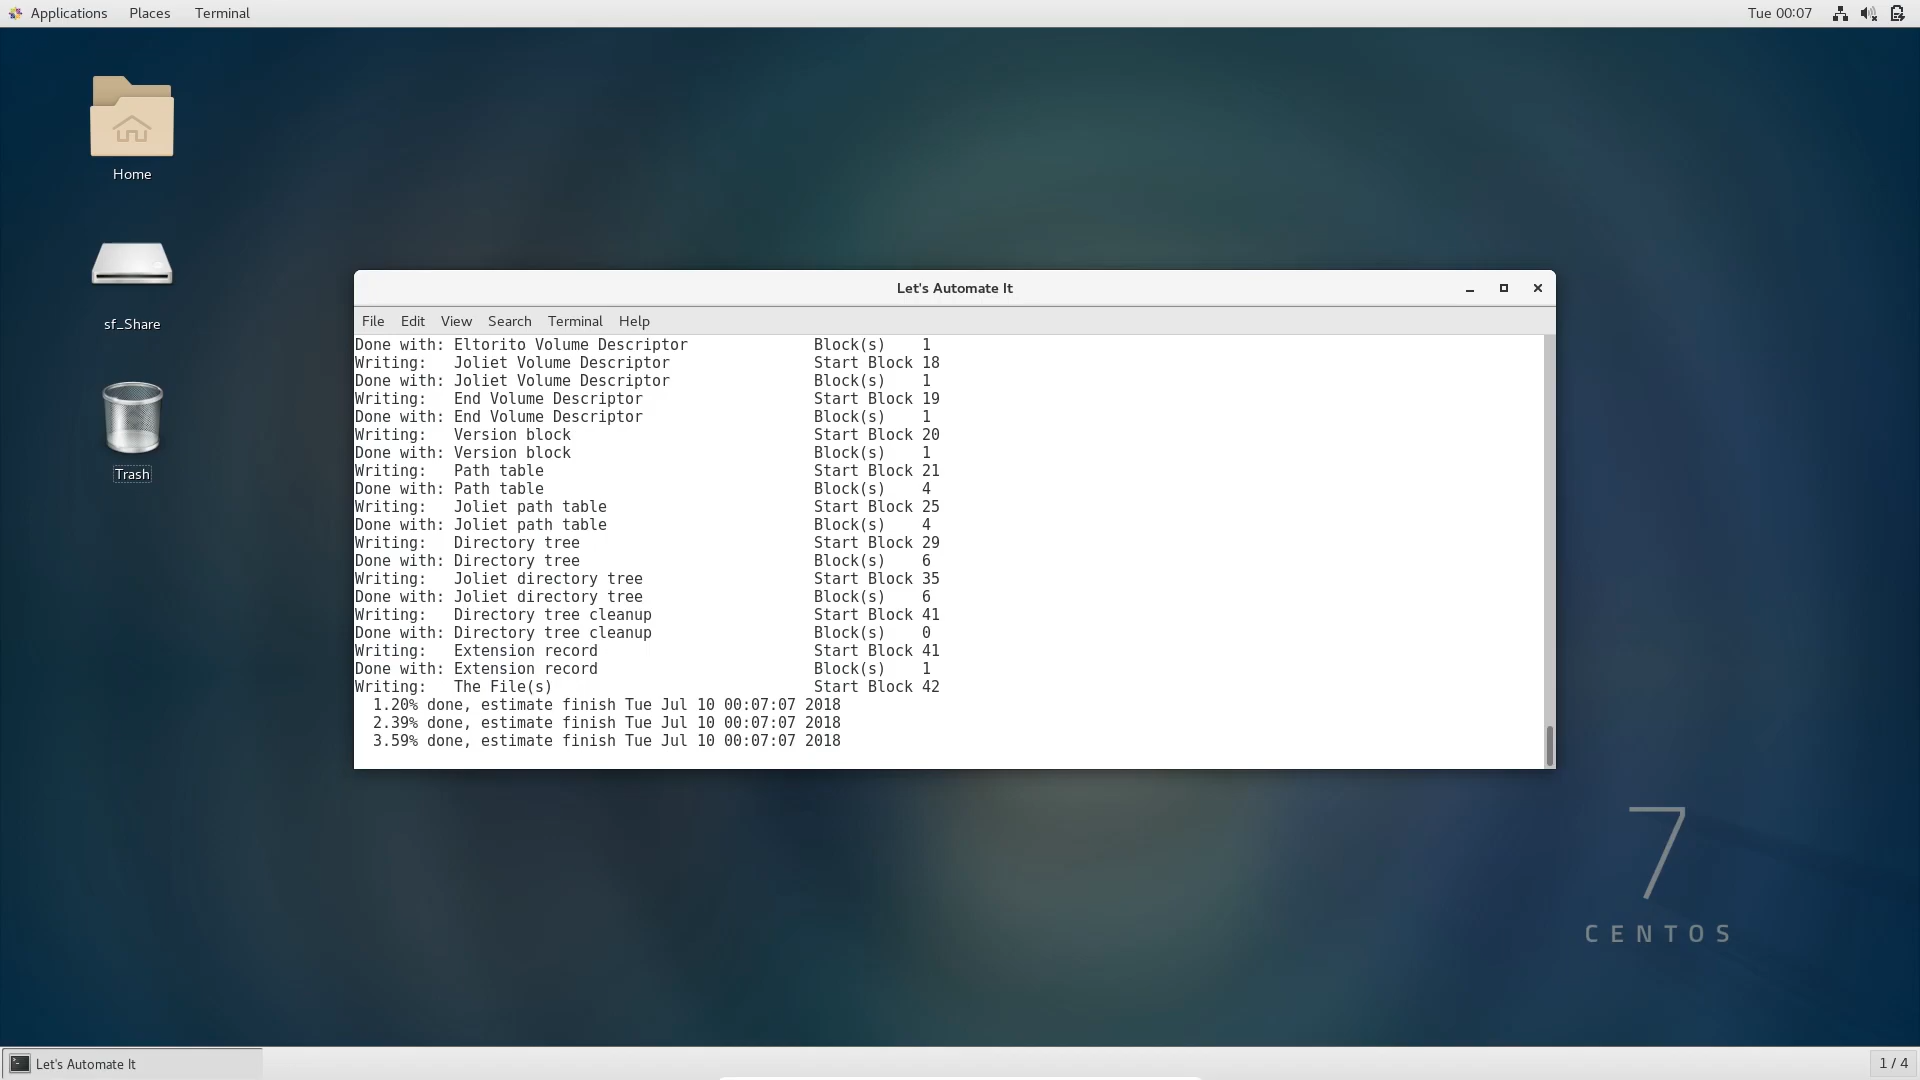 Applications Places Terminal Tue 00:07
Home
sf_Share
Trash
Let's Automate It
File Edit View Search Terminal Help
Done with: Eltorito Volume Descriptor Block(s) 1
Writing: Joliet Volume Descriptor Start Block 18
Done with: Joliet Volume Descriptor Block(s) 1
Writing: End Volume Descriptor Start Block 19
Done with: End Volume Descriptor Block(s) 1
Writing: Version block Start Block 20
Done with: Version block Block(s) 1
Writing: Path table Start Block 21
Done with: Path table Block(s) 4
Writing: Joliet path table Start Block 25
Done with: Joliet path table Block(s) 4
Writing: Directory tree Start Block 29
Done with: Directory tree Block(s) 6
Writing: Joliet directory tree Start Block 35
Done with: Joliet directory tree Block(s) 6
Writing: Directory tree cleanup Start Block 41
Done with: Directory tree cleanup Block(s) 0
Writing: Extension record Start Block 41
Done with: Extension record Block(s) 1
Writing: The File(s) Start Block 42
1.20% done, estimate finish Tue Jul 10 00:07:07 2018
2.39% done, estimate finish Tue Jul 10 00:07:07 2018
3.59% done, estimate finish Tue Jul 10 00:07:07 2018
7
CENTOS
Let's Automate It
1 / 4